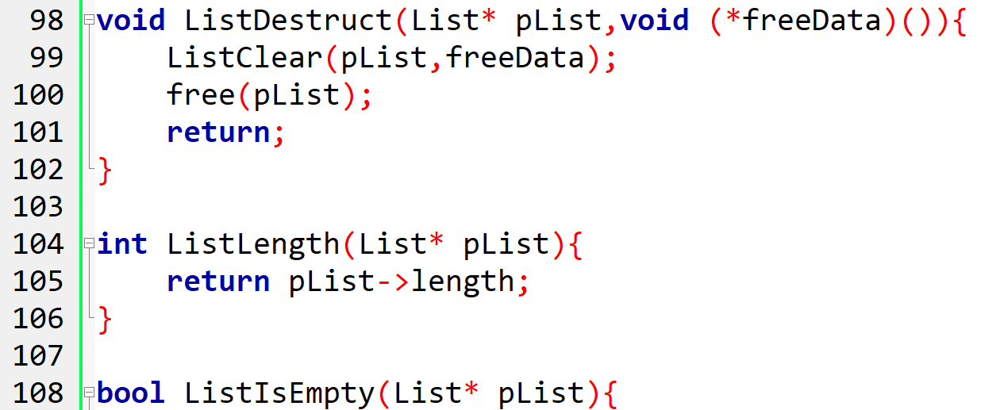 98 void ListDestruct(List* pList,void (*freeData)()){
99     ListClear(pList,freeData);
100     free(pList);
101     return;
102 }
103
104 int ListLength(List* pList){
105     return pList->length;
106 }
107
108 bool ListIsEmpty(List* pList){